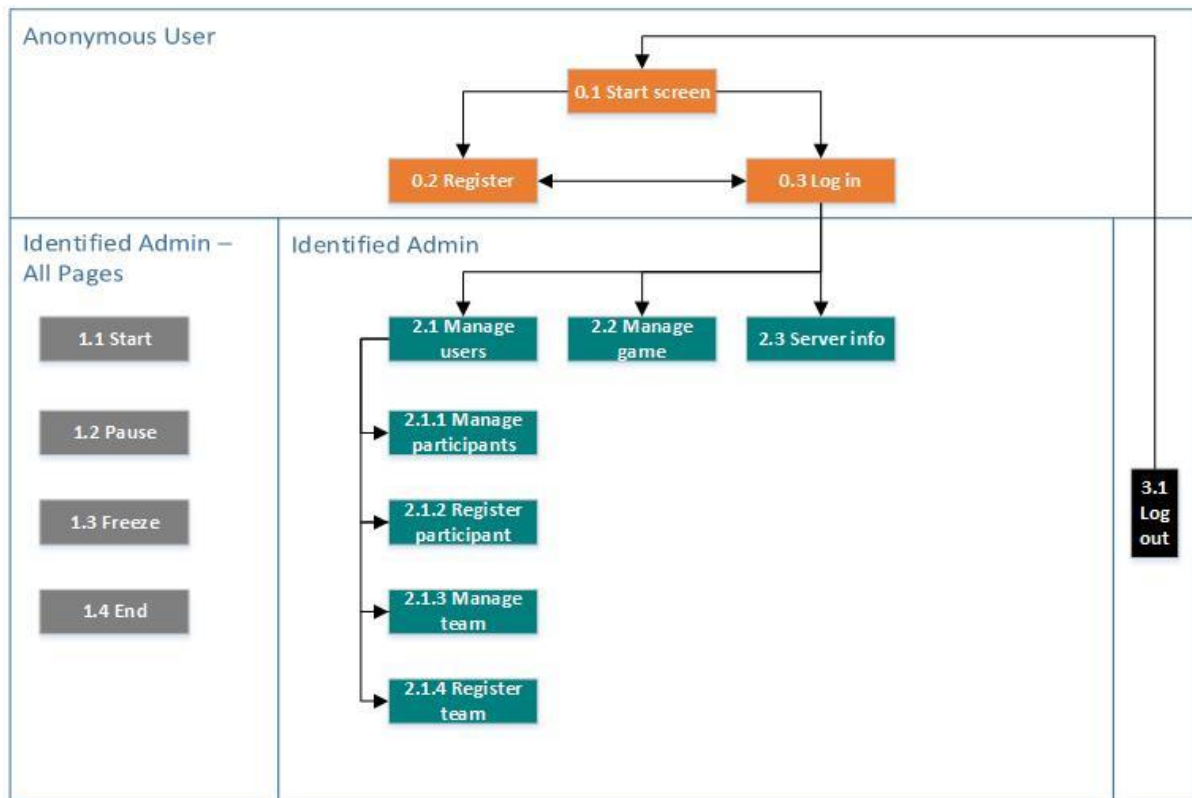 Anonymous User
0.1 Start screen
0.2 Register
0.3 Log in
Identified Admin –
All Pages
1.1 Start
1.2 Pause
1.3 Freeze
1.4 End
Identified Admin
2.1 Manage
users
2.2 Manage
game
2.3 Server info
2.1.1 Manage
participants
2.1.2 Register
participant
2.1.3 Manage
team
2.1.4 Register
team
3.1
Log
out